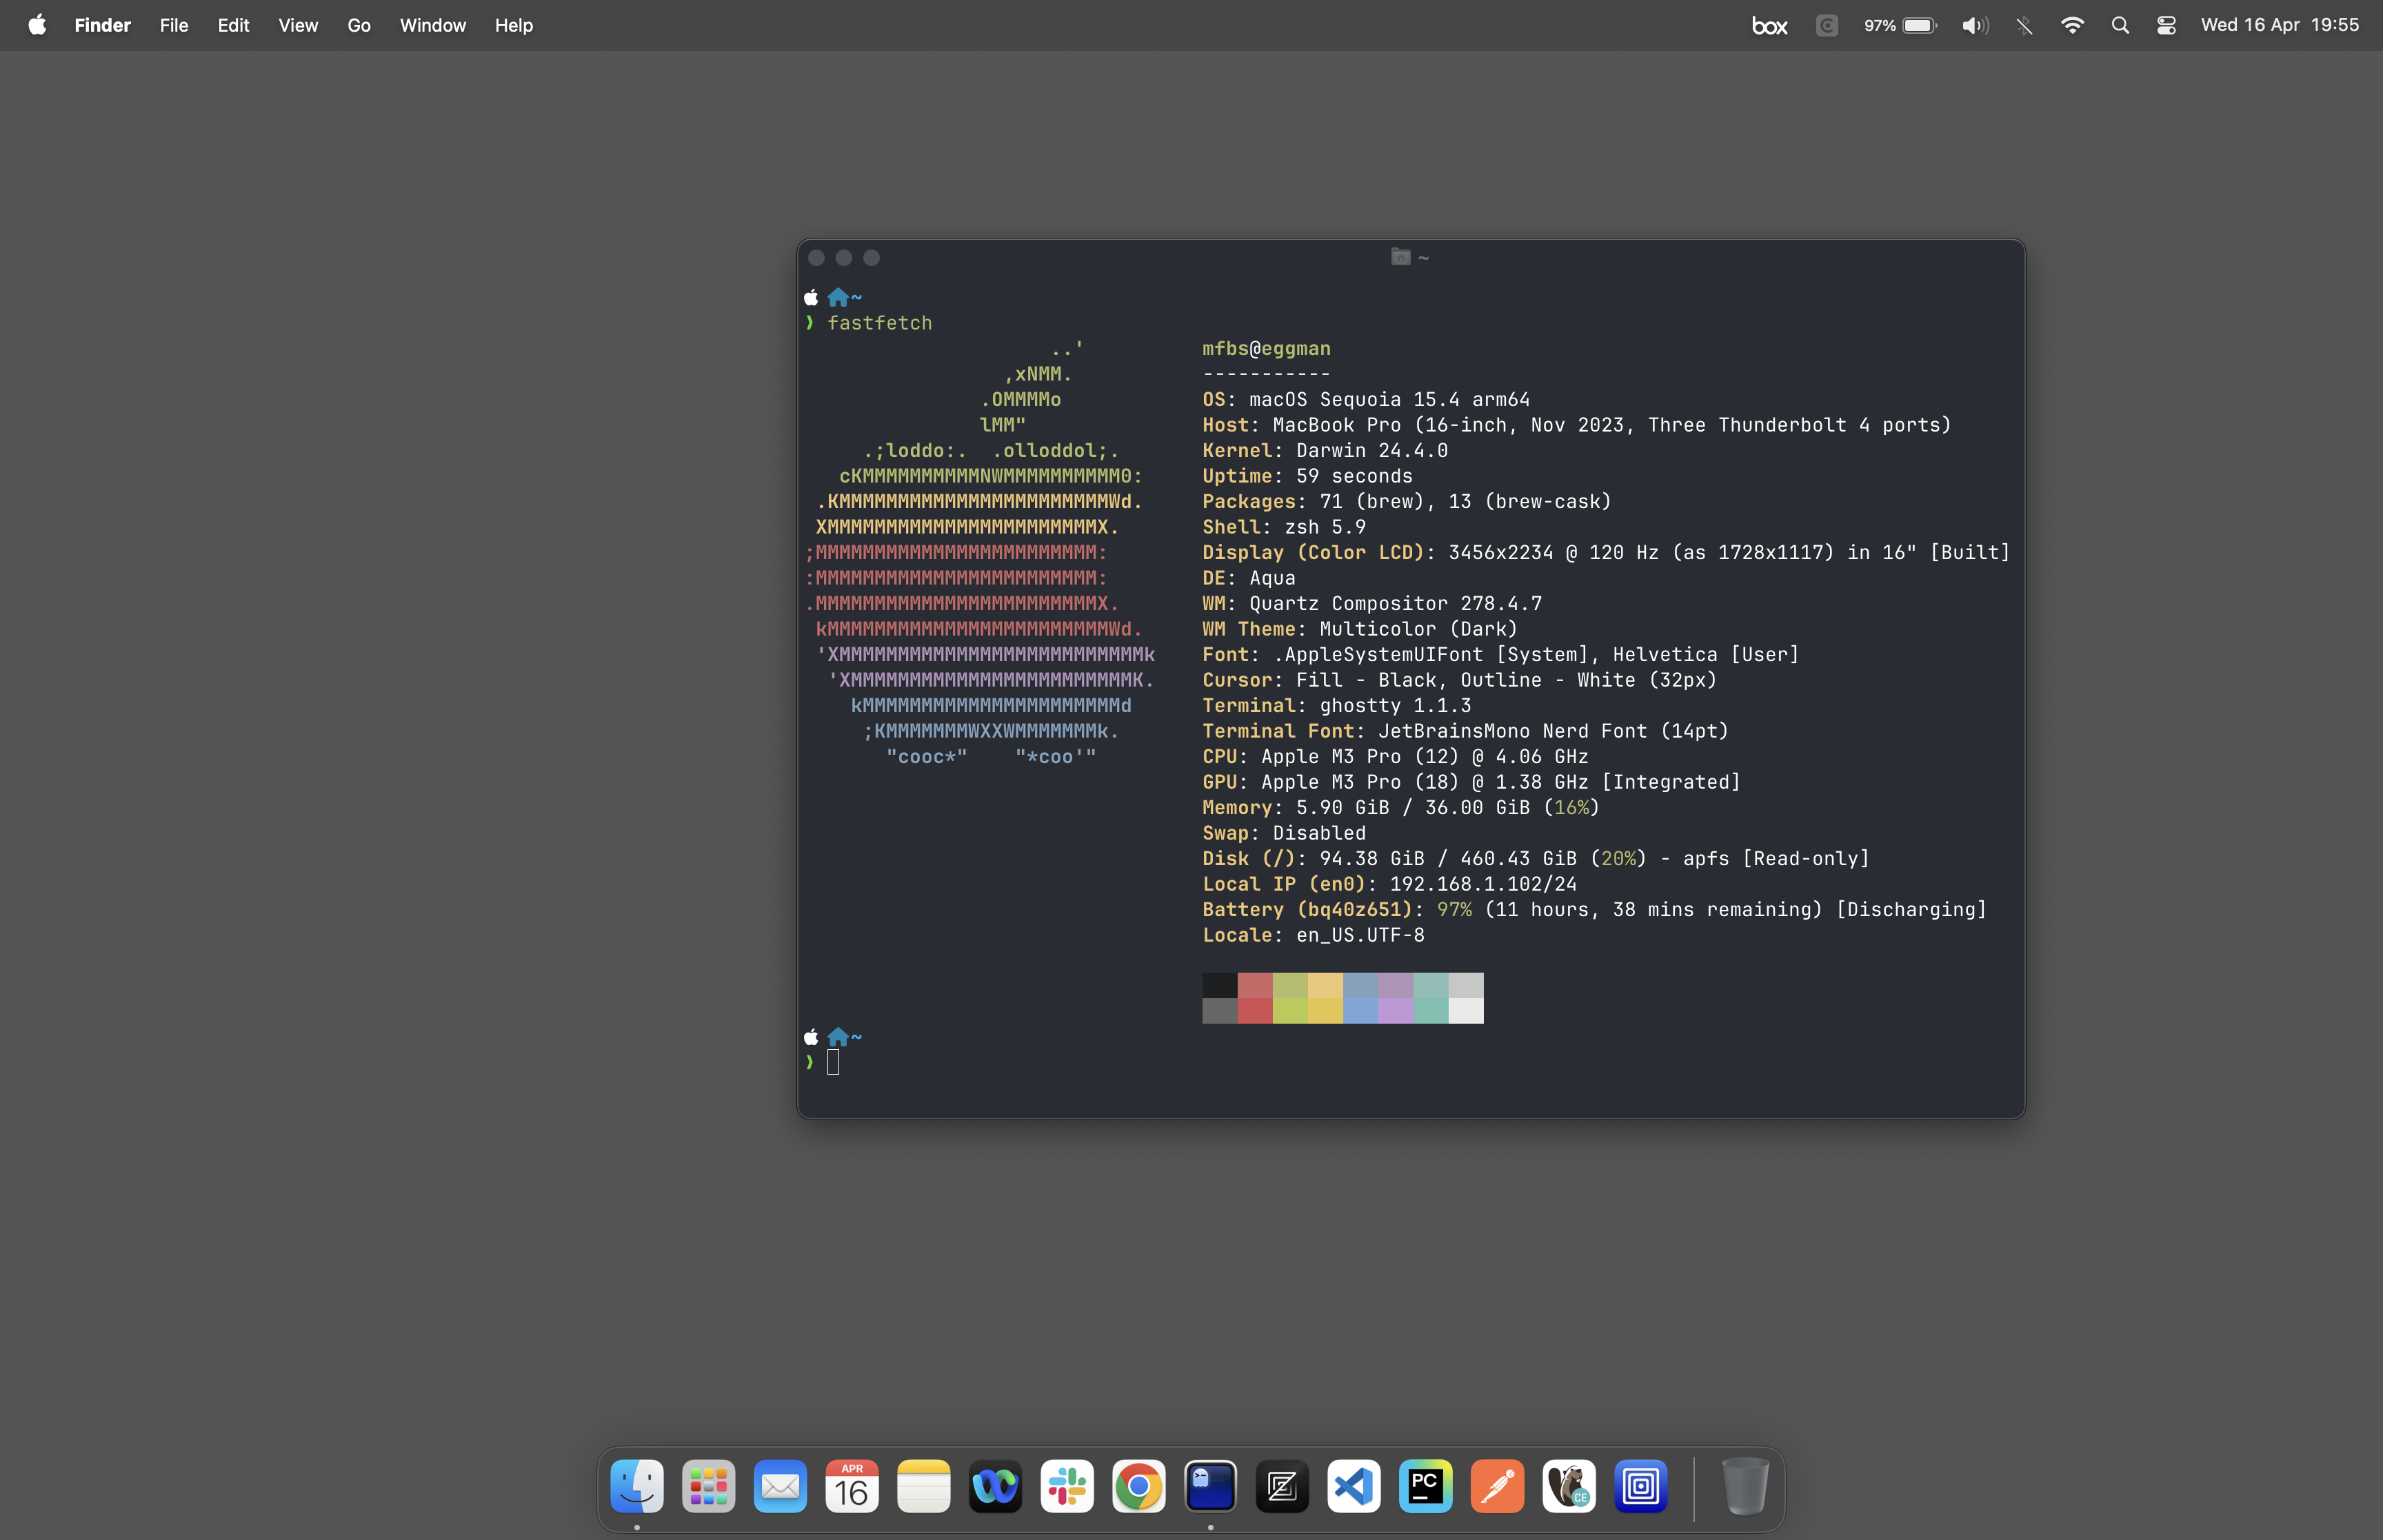 Finder File Edit View Go Window Help box 97% Wed 16 Apr 19:55
~
~
❯ fastfetch
..'
,xNMM.
.OMMMMo
lMM"
.;loddo:. .olloddol;.
cKMMMMMMMMMMNWMMMMMMMMMM0:
.KMMMMMMMMMMMMMMMMMMMMMMMWd.
XMMMMMMMMMMMMMMMMMMMMMMMX.
;MMMMMMMMMMMMMMMMMMMMMMMM:
:MMMMMMMMMMMMMMMMMMMMMMMM:
.MMMMMMMMMMMMMMMMMMMMMMMMX.
kMMMMMMMMMMMMMMMMMMMMMMMMWd.
'XMMMMMMMMMMMMMMMMMMMMMMMMMMk
'XMMMMMMMMMMMMMMMMMMMMMMMMK.
kMMMMMMMMMMMMMMMMMMMMMMd
;KMMMMMMMWXXWMMMMMMMk.
"cooc*" "*coo'"
mfbs@eggman
-----------
OS: macOS Sequoia 15.4 arm64
Host: MacBook Pro (16-inch, Nov 2023, Three Thunderbolt 4 ports)
Kernel: Darwin 24.4.0
Uptime: 59 seconds
Packages: 71 (brew), 13 (brew-cask)
Shell: zsh 5.9
Display (Color LCD): 3456x2234 @ 120 Hz (as 1728x1117) in 16" [Built]
DE: Aqua
WM: Quartz Compositor 278.4.7
WM Theme: Multicolor (Dark)
Font: .AppleSystemUIFont [System], Helvetica [User]
Cursor: Fill - Black, Outline - White (32px)
Terminal: ghostty 1.1.3
Terminal Font: JetBrainsMono Nerd Font (14pt)
CPU: Apple M3 Pro (12) @ 4.06 GHz
GPU: Apple M3 Pro (18) @ 1.38 GHz [Integrated]
Memory: 5.90 GiB / 36.00 GiB (16%)
Swap: Disabled
Disk (/): 94.38 GiB / 460.43 GiB (20%) - apfs [Read-only]
Local IP (en0): 192.168.1.102/24
Battery (bq40z651): 97% (11 hours, 38 mins remaining) [Discharging]
Locale: en_US.UTF-8
~
❯
APR
16
PC
CE